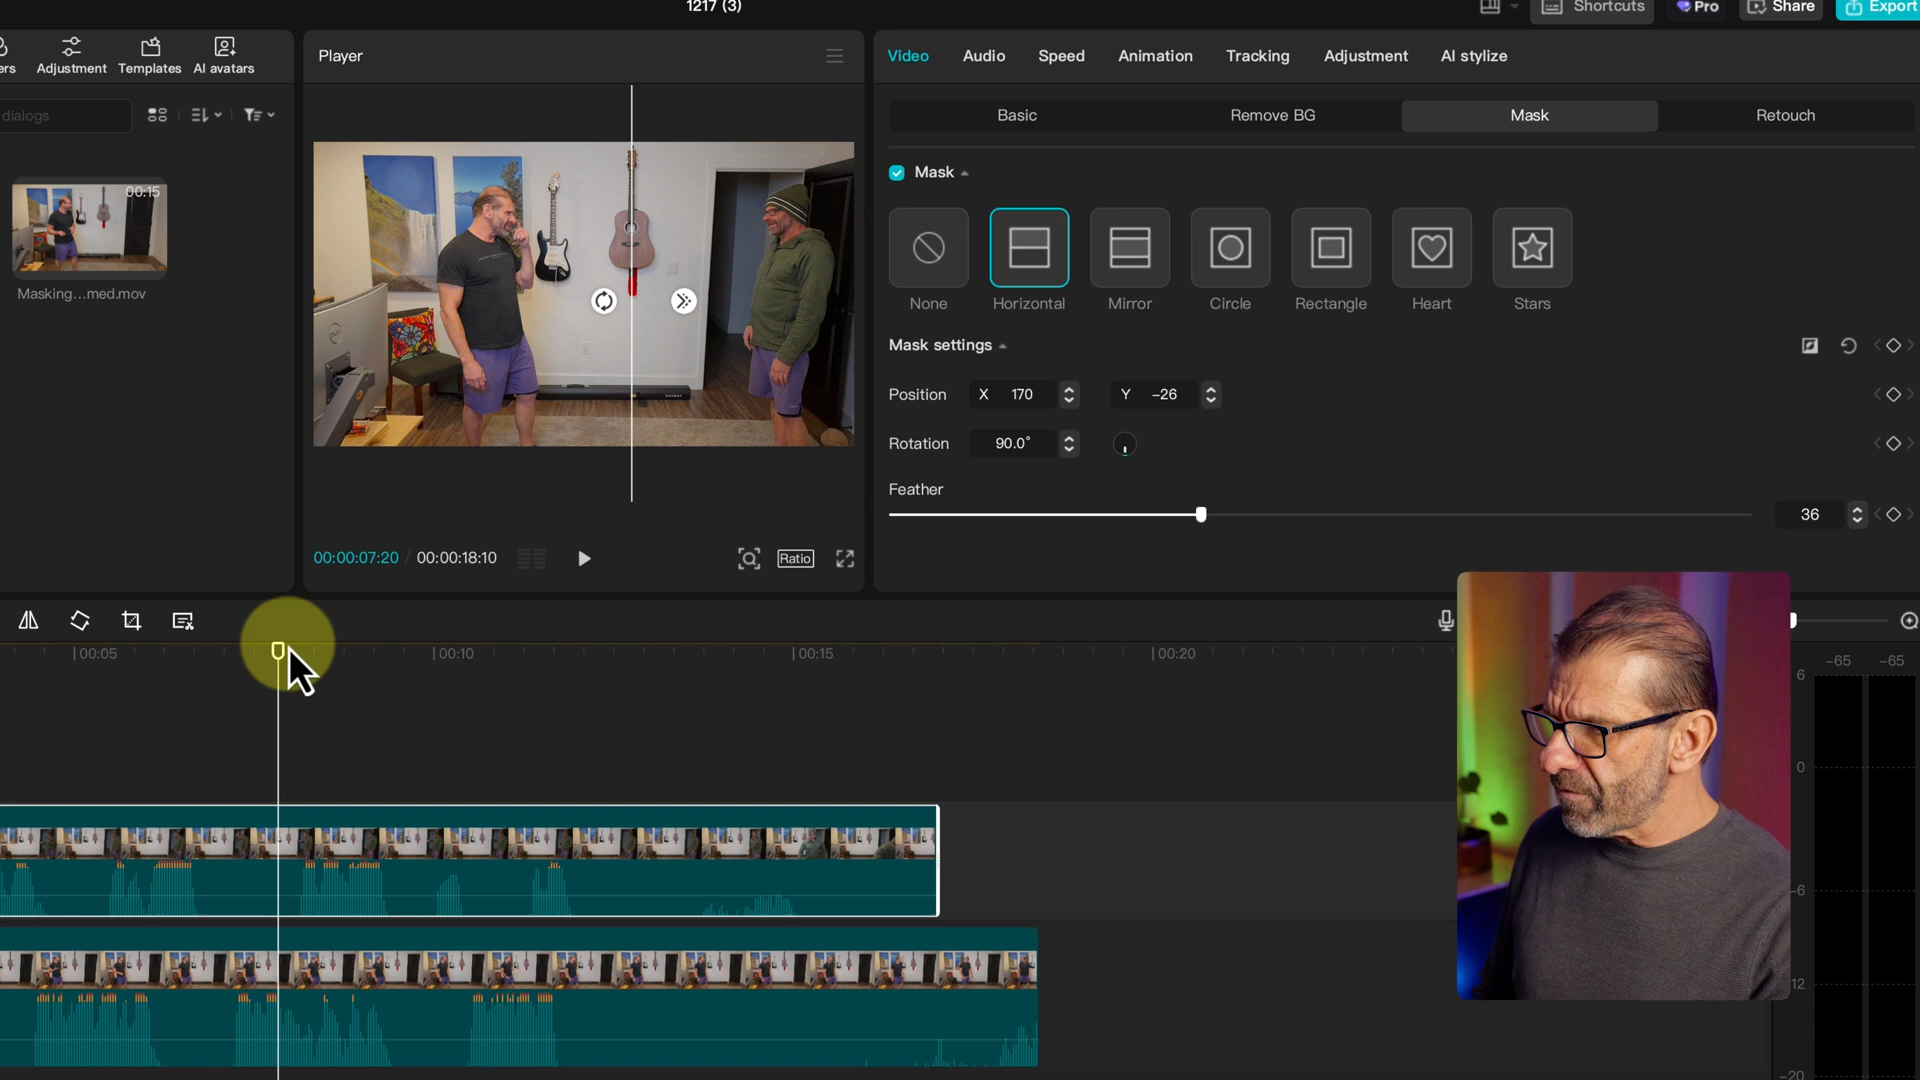 1217 (3)
Shortcuts
Pro
Share
Export
ers
Adjustment
Templates
AI avatars
Player
Video
Audio
Speed
Animation
Tracking
Adjustment
AI stylize
dialogs
Basic
Remove BG
Mask
Retouch
Mask
00:15
Masking...med.mov
None
Horizontal
Mirror
Circle
Rectangle
Heart
Stars
Mask settings
Position
X 170
Y -26
Rotation
90.0°
Feather
36
00:00:07:20 / 00:00:18:10
Ratio
00:05
00:10
00:15
00:20
-65 -65
6
0
-6
12
-20